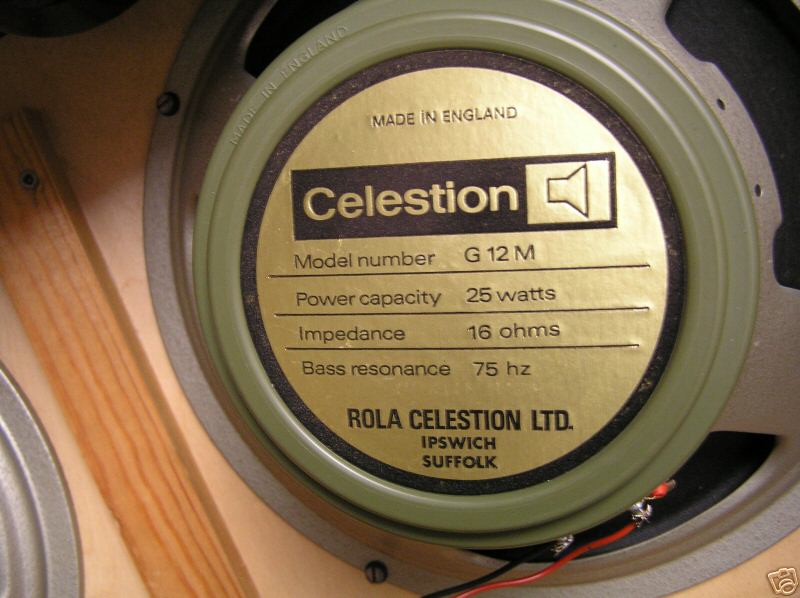 MADE IN ENGLAND
MADE IN ENGLAND
Celestion
Model number G 12 M
Power capacity 25 watts
Impedance 16 ohms
Bass resonance 75 hz
ROLA CELESTION LTD.
IPSWICH
SUFFOLK